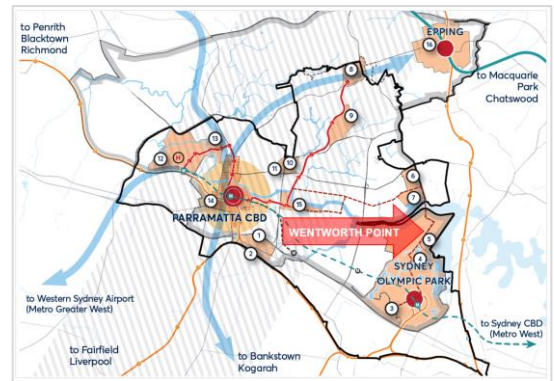 to Penrith
Blacktown
Richmond
EPPING
16
to Macquarie
Park
Chatswood
8
9
13
12
H
10
11
6
7
14
15
PARRAMATTA CBD
WENTWORTH POINT
1
2
5
4
SYDNEY
OLYMPIC PARK
3
to Western Sydney Airport
(Metro Greater West)
to Sydney CBD
(Metro West)
to Fairfield
Liverpool
to Bankstown
Kogarah